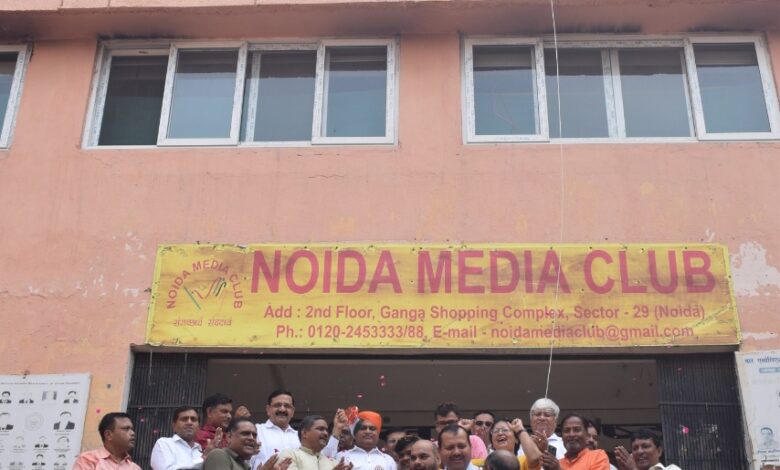 NOIDA MEDIA CLUB
NOIDA MEDIA CLUB
Add : 2nd Floor, Ganga Shopping Complex, Sector - 29 (Noida)
Ph.: 0120-2453333/88, E-mail - noidamediaclub@gmail.com